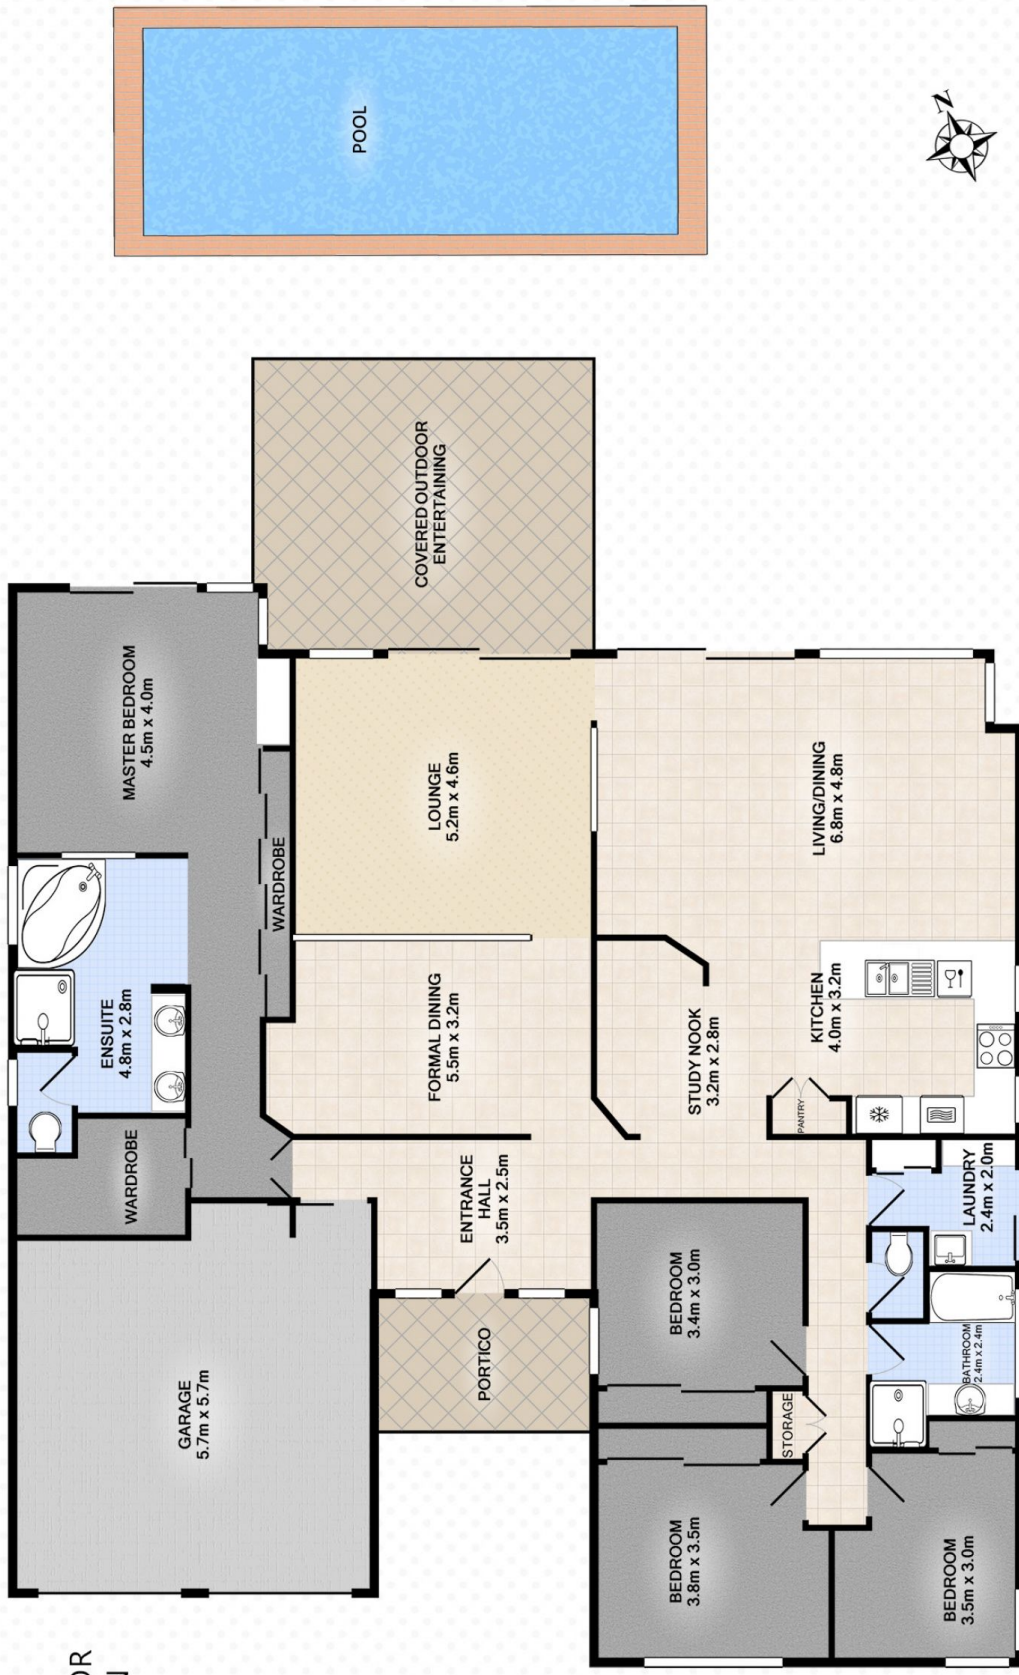 POOL
N
COVERED OUTDOOR
ENTERTAINING
MASTER BEDROOM
4.5m x 4.0m
LOUNGE
5.2m x 4.6m
LIVING/DINING
6.8m x 4.8m
WARDROBE
ENSUITE
4.8m x 2.8m
FORMAL DINING
5.5m x 3.2m
STUDY NOOK
3.2m x 2.8m
KITCHEN
4.0m x 3.2m
PANTRY
WARDROBE
ENTRANCE
HALL
3.5m x 2.5m
LAUNDRY
2.4m x 2.0m
BEDROOM
3.4m x 3.0m
BATHROOM
2.4m x 2.4m
GARAGE
5.7m x 5.7m
PORTICO
STORAGE
BEDROOM
3.8m x 3.5m
BEDROOM
3.5m x 3.0m
OR